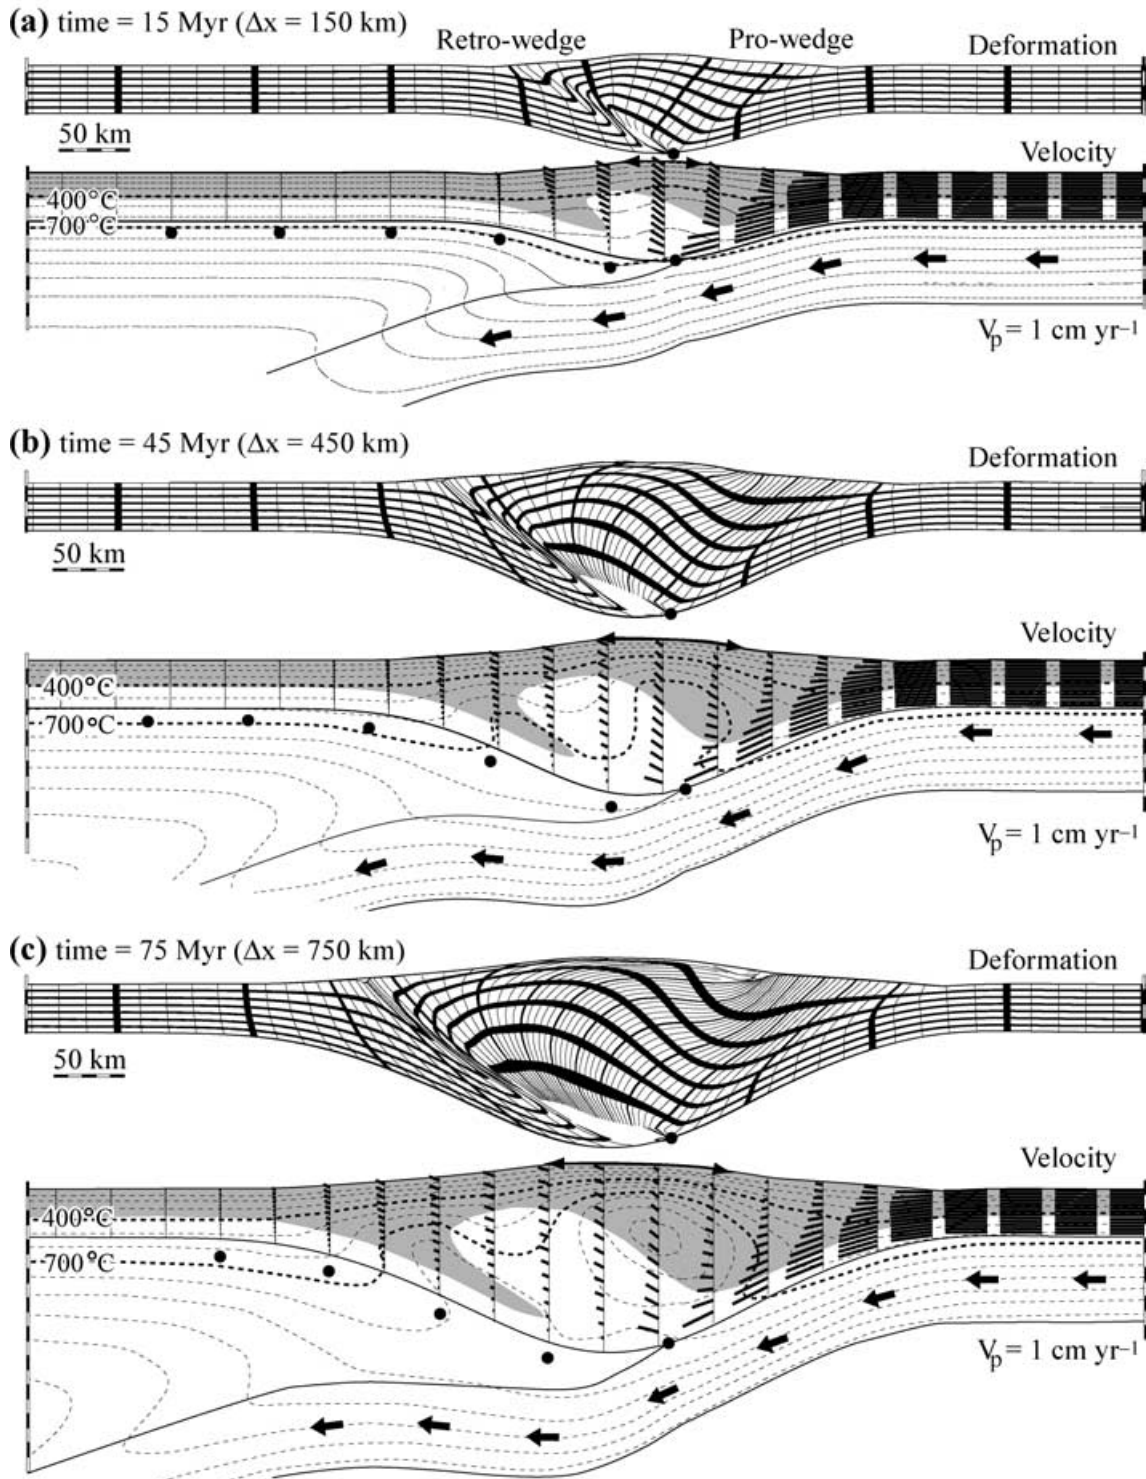 (a) time = 15 Myr (Δx = 150 km)
Retro-wedge
Pro-wedge
Deformation
50 km
Velocity
400°C
700°C
Vₚ = 1 cm yr⁻¹
(b) time = 45 Myr (Δx = 450 km)
Deformation
50 km
Velocity
400°C
700°C
Vₚ = 1 cm yr⁻¹
(c) time = 75 Myr (Δx = 750 km)
Deformation
50 km
Velocity
400°C
700°C
Vₚ = 1 cm yr⁻¹